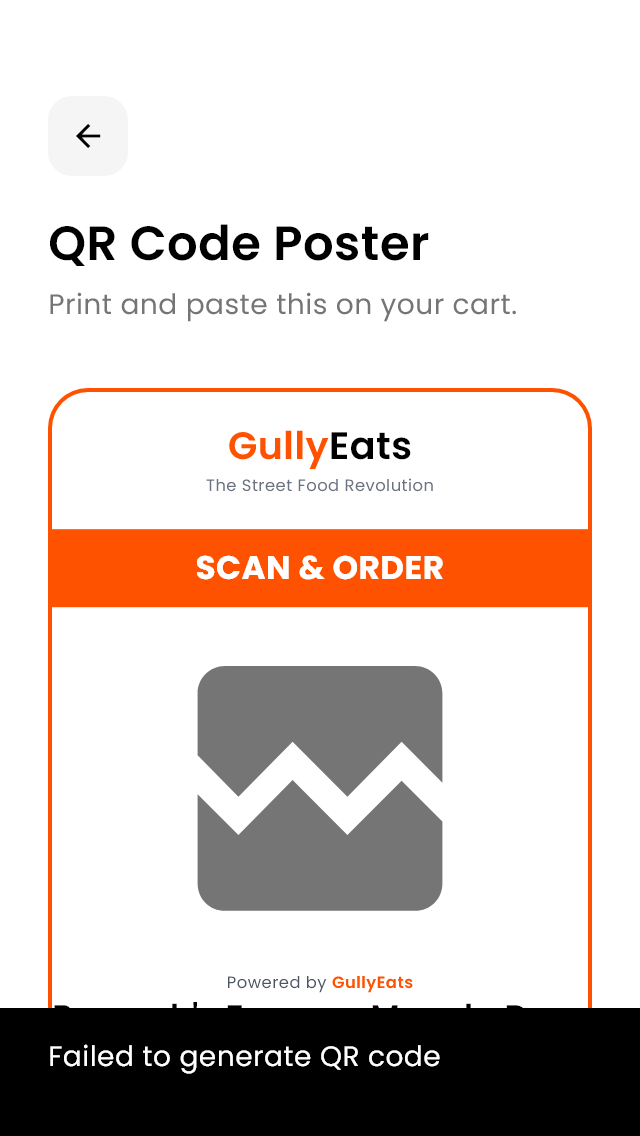 QR Code Poster
Print and paste this on your cart.
GullyEats
The Street Food Revolution
SCAN & ORDER
Powered by GullyEats
Failed to generate QR code